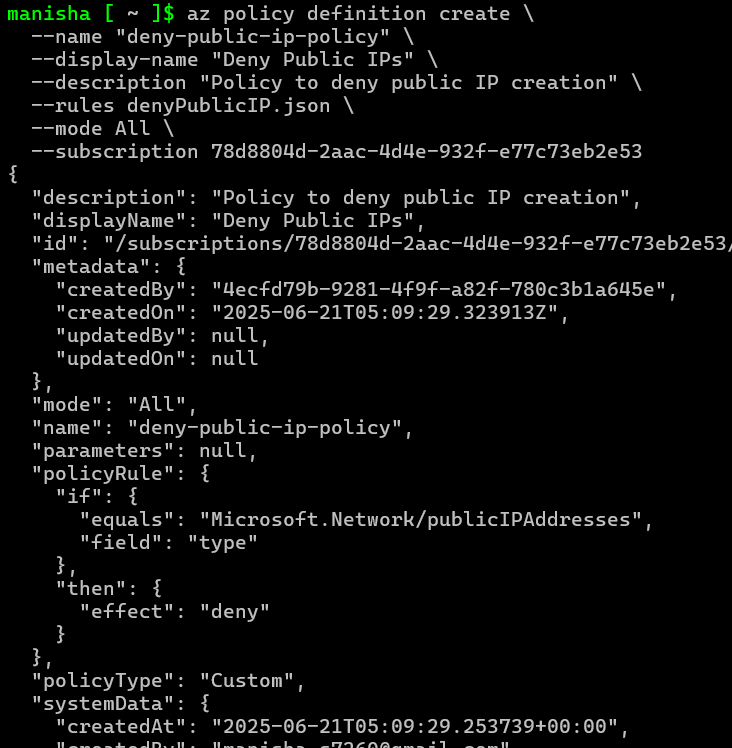 manisha [ ~ ]$ az policy definition create \
  --name "deny-public-ip-policy" \
  --display-name "Deny Public IPs" \
  --description "Policy to deny public IP creation" \
  --rules denyPublicIP.json \
  --mode All \
  --subscription 78d8804d-2aac-4d4e-932f-e77c73eb2e53
{
  "description": "Policy to deny public IP creation",
  "displayName": "Deny Public IPs",
  "id": "/subscriptions/78d8804d-2aac-4d4e-932f-e77c73eb2e53/
  "metadata": {
    "createdBy": "4ecfd79b-9281-4f9f-a82f-780c3b1a645e",
    "createdOn": "2025-06-21T05:09:29.323913Z",
    "updatedBy": null,
    "updatedOn": null
  },
  "mode": "All",
  "name": "deny-public-ip-policy",
  "parameters": null,
  "policyRule": {
    "if": {
      "equals": "Microsoft.Network/publicIPAddresses",
      "field": "type"
    },
    "then": {
      "effect": "deny"
    }
  },
  "policyType": "Custom",
  "systemData": {
    "createdAt": "2025-06-21T05:09:29.253739+00:00",
    "createdBy":